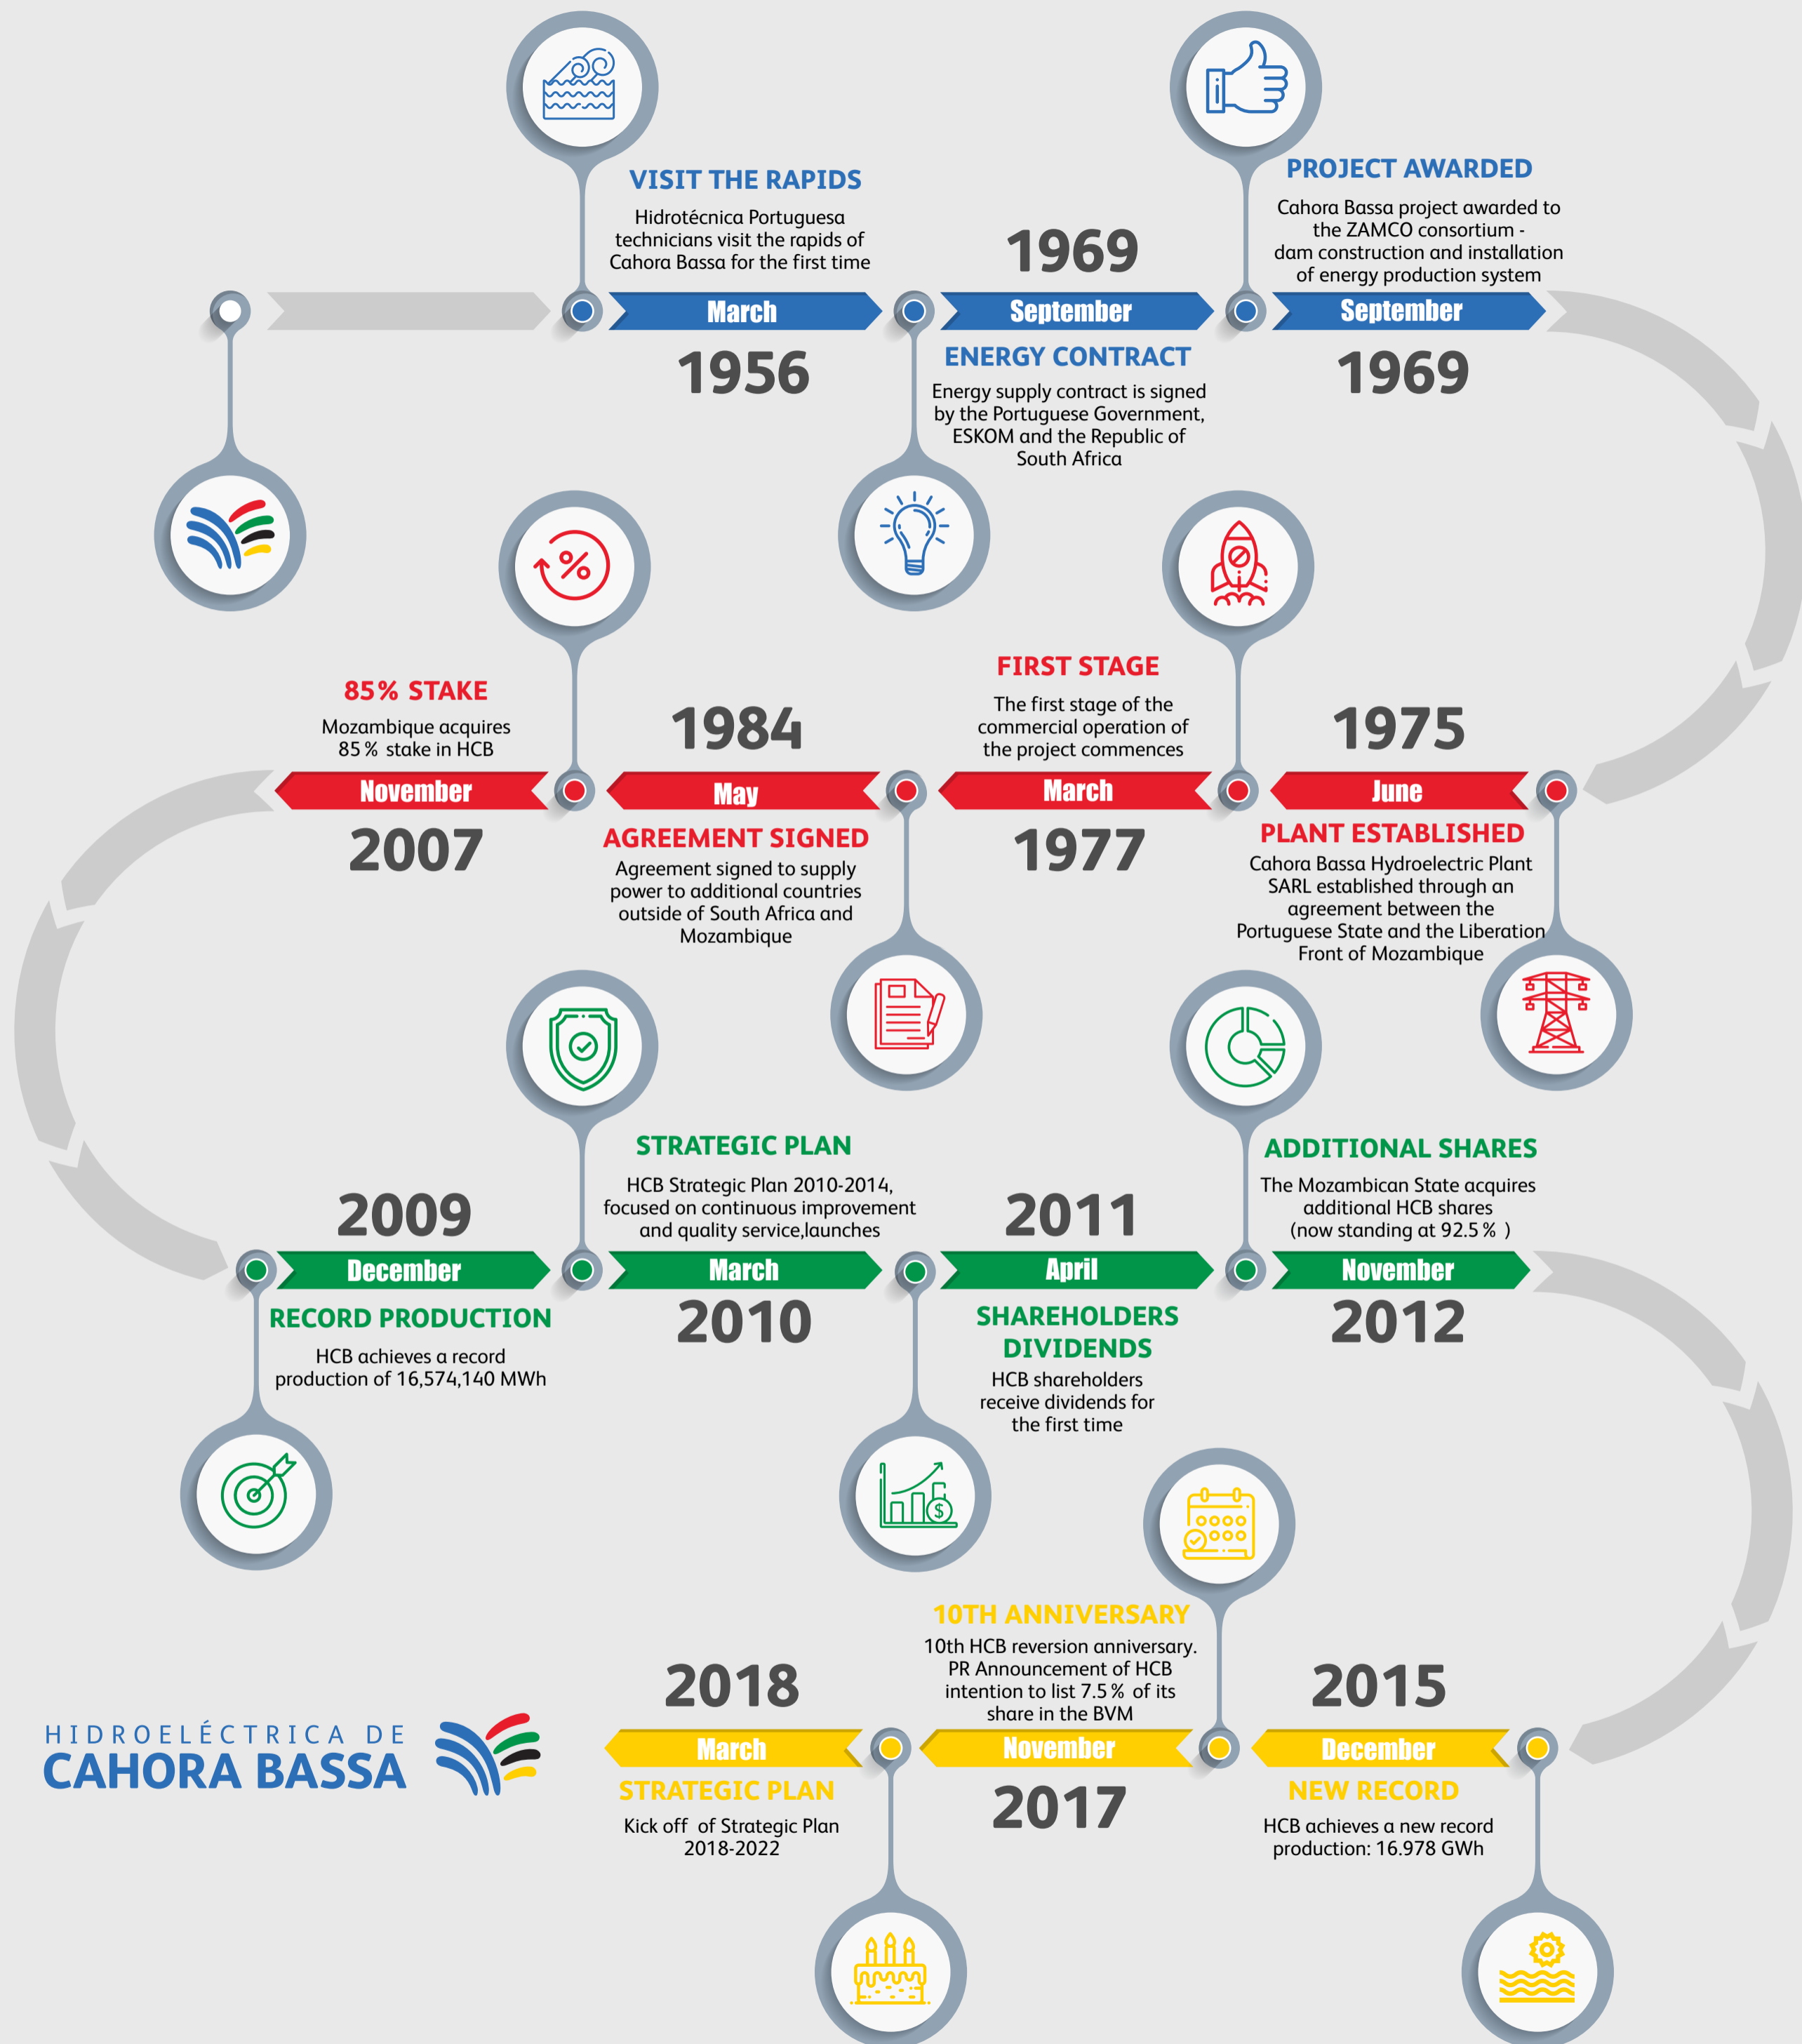 VISIT THE RAPIDS
Hidrotécnica Portuguesa
technicians visit the rapids of
Cahora Bassa for the first time
March
1956
1969
September
ENERGY CONTRACT
Energy supply contract is signed
by the Portuguese Government,
ESKOM and the Republic of
South Africa
PROJECT AWARDED
Cahora Bassa project awarded to
the ZAMCO consortium -
dam construction and installation
of energy production system
September
1969
1975
June
PLANT ESTABLISHED
Cahora Bassa Hydroelectric Plant
SARL established through an
agreement between the
Portuguese State and the Liberation
Front of Mozambique
FIRST STAGE
The first stage of the
commercial operation of
the project commences
March
1977
1984
May
AGREEMENT SIGNED
Agreement signed to supply
power to additional countries
outside of South Africa and
Mozambique
%
85% STAKE
Mozambique acquires
85% stake in HCB
November
2007
2009
December
RECORD PRODUCTION
HCB achieves a record
production of 16,574,140 MWh
STRATEGIC PLAN
HCB Strategic Plan 2010-2014,
focused on continuous improvement
and quality service,launches
March
2010
2011
April
SHAREHOLDERS
DIVIDENDS
HCB shareholders
receive dividends for
the first time
$
ADDITIONAL SHARES
The Mozambican State acquires
additional HCB shares
(now standing at 92.5% )
November
2012
2015
December
NEW RECORD
HCB achieves a new record
production: 16.978 GWh
10TH ANNIVERSARY
10th HCB reversion anniversary.
PR Announcement of HCB
intention to list 7.5% of its
share in the BVM
November
2017
2018
March
STRATEGIC PLAN
Kick off of Strategic Plan
2018-2022
HIDROELÉCTRICA DE
CAHORA BASSA